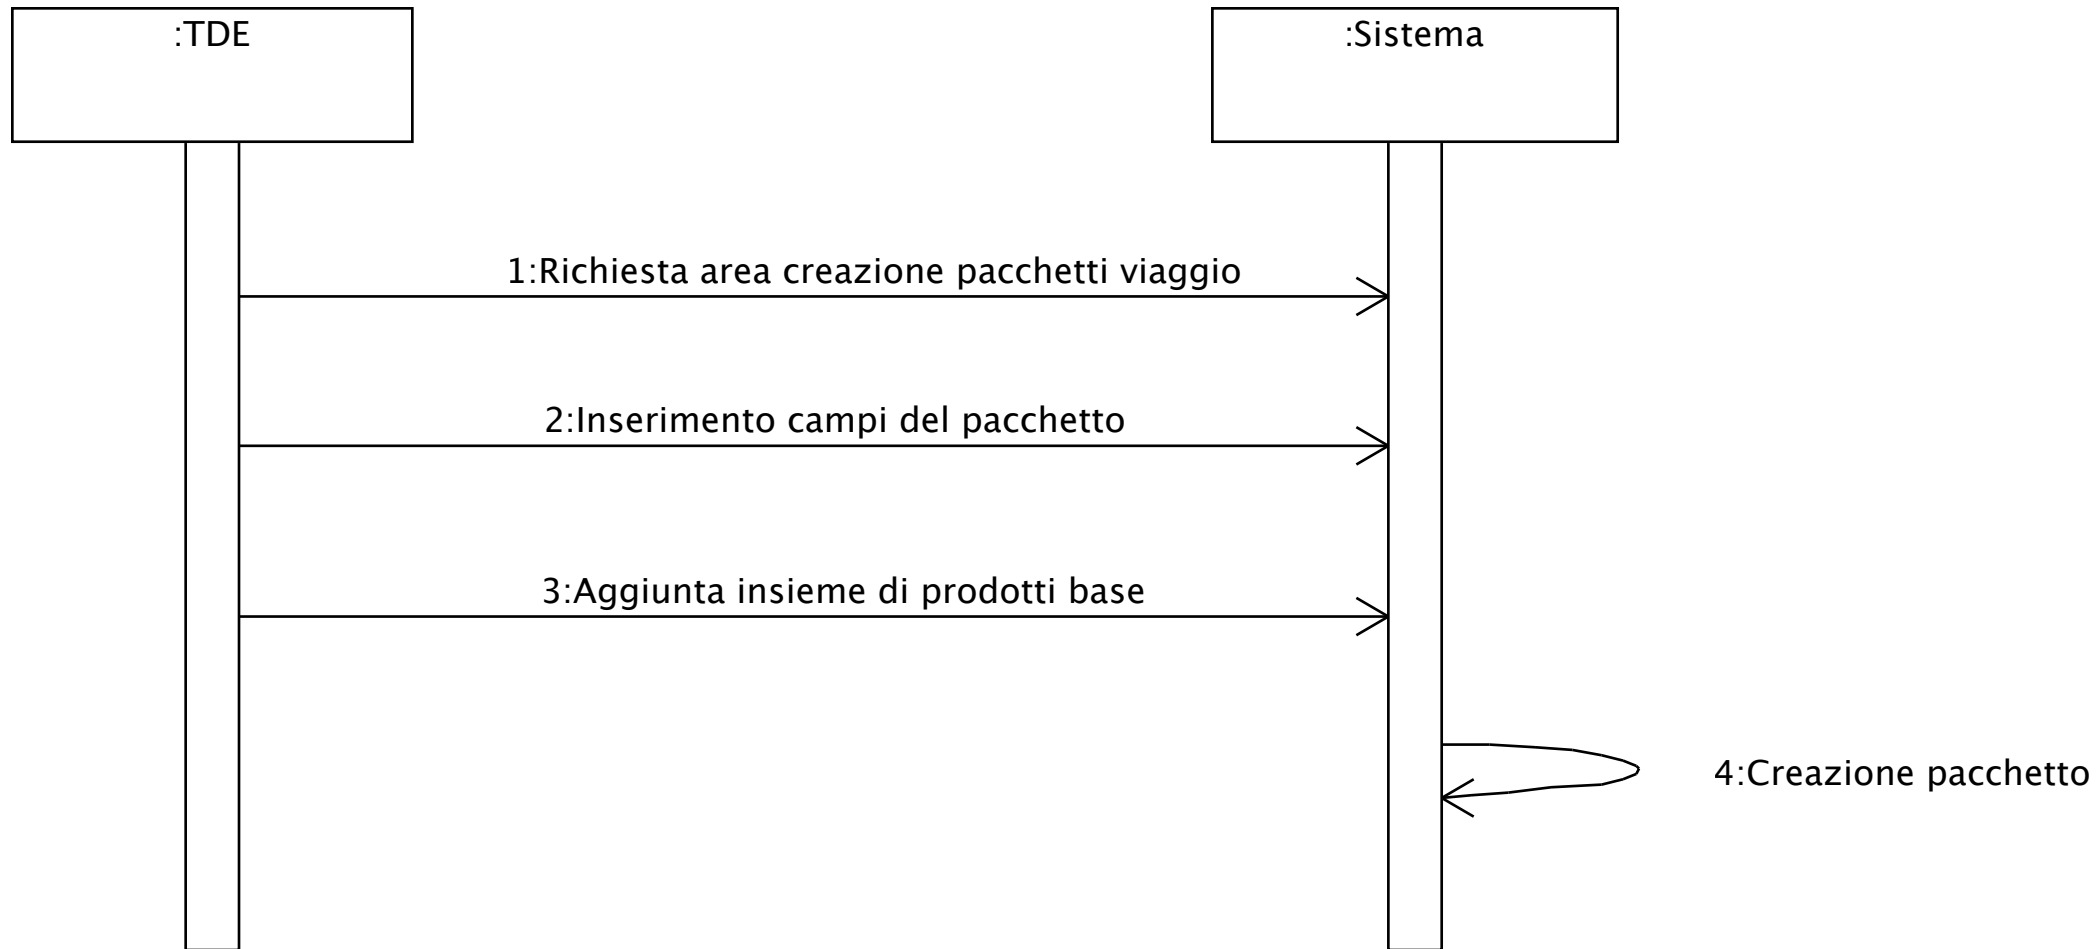 :TDE
:Sistema
1:Richiesta area creazione pacchetti viaggio
2:Inserimento campi del pacchetto
3:Aggiunta insieme di prodotti base
4:Creazione pacchetto